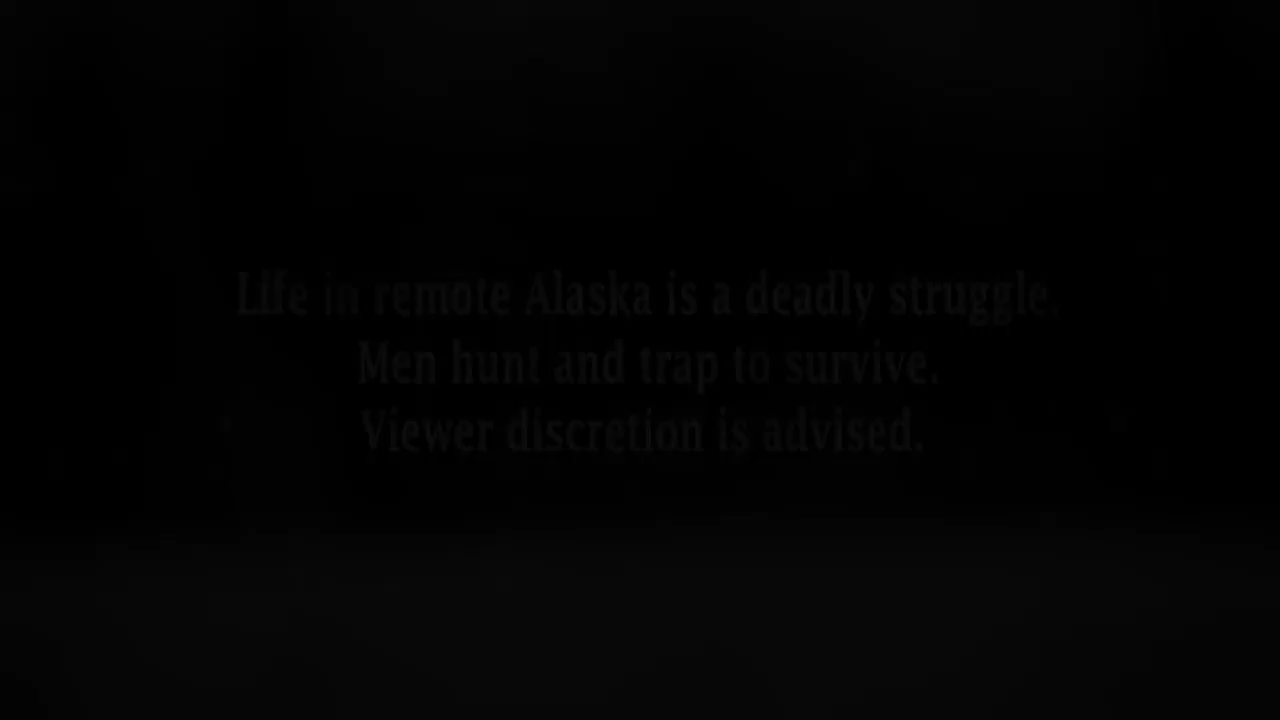 Life in remote Alaska is a deadly struggle.
Men hunt and trap to survive.
Viewer discretion is advised.